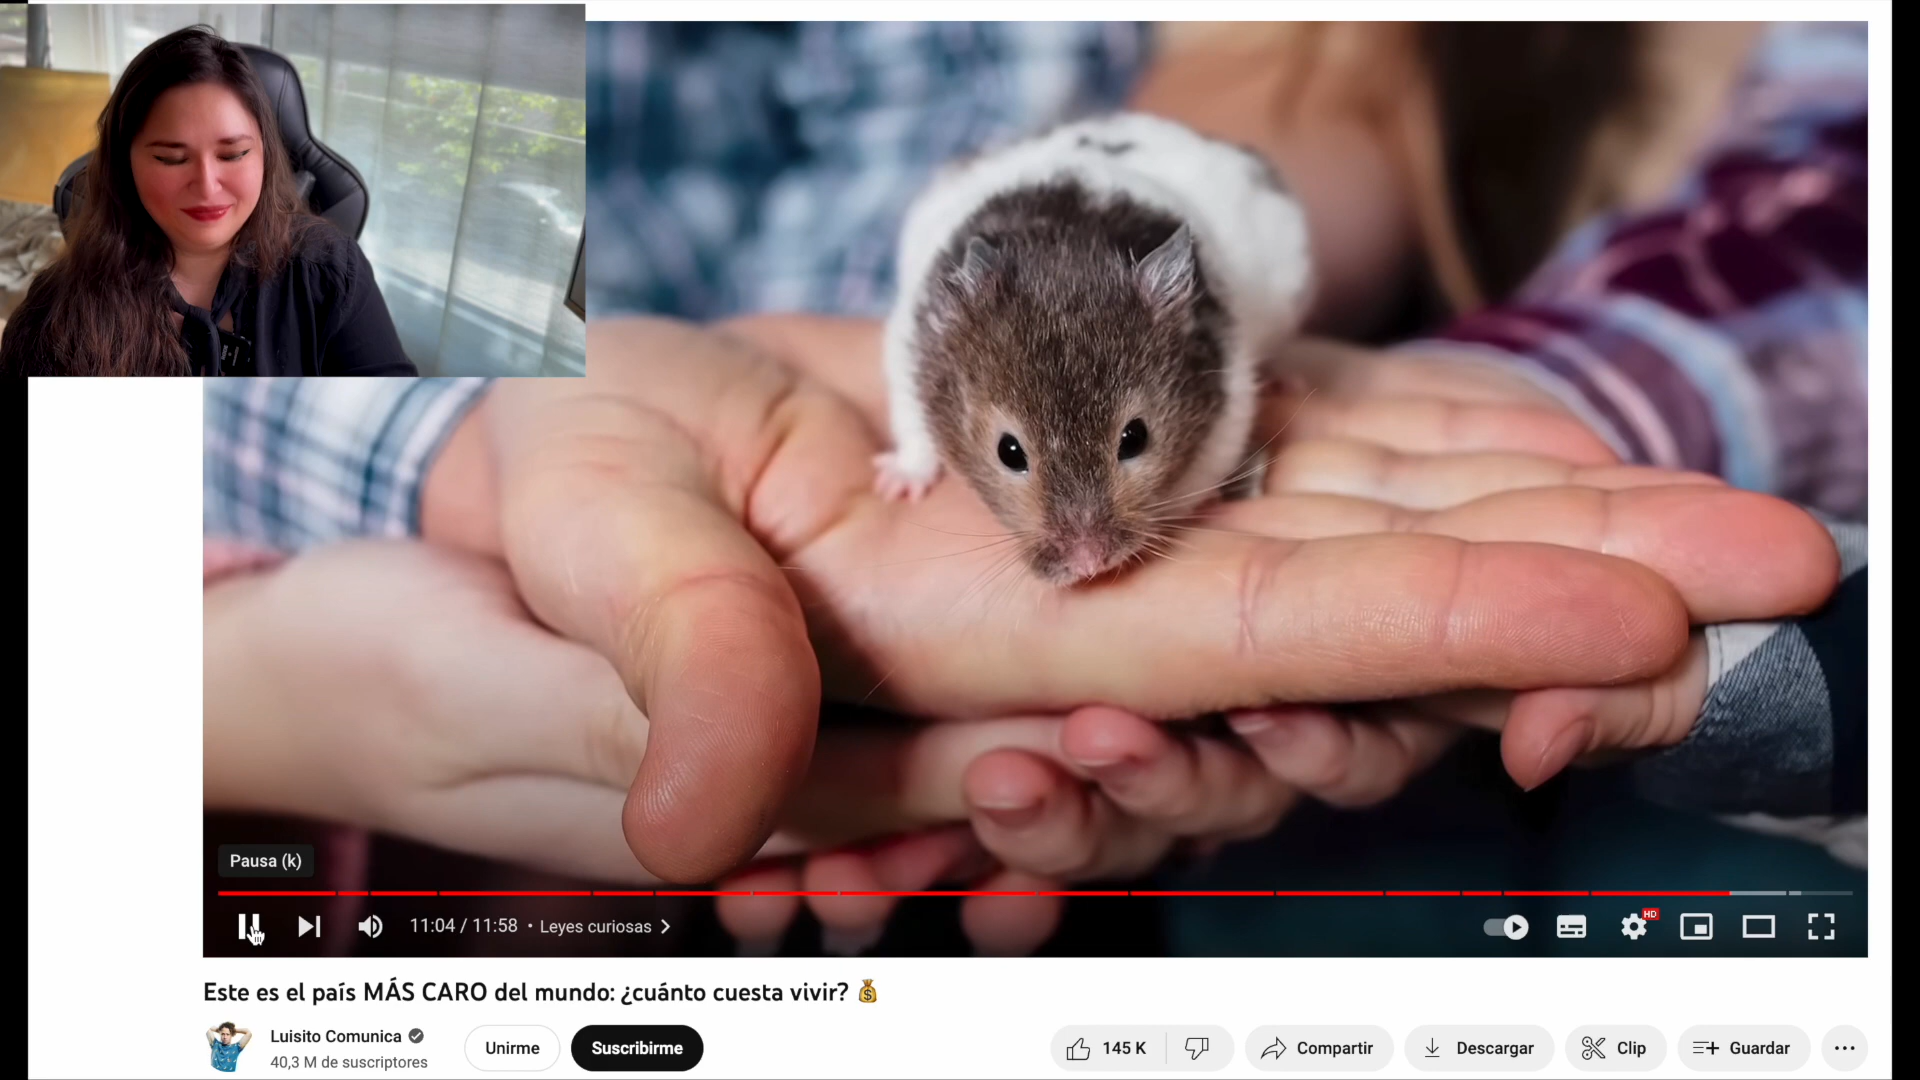 Pausa (k)
11:04 / 11:58 • Leyes curiosas
HD
Este es el país MÁS CARO del mundo: ¿cuánto cuesta vivir? 💰
Luisito Comunica
40,3 M de suscriptores
Unirme
Suscribirme
145 K
Compartir
Descargar
Clip
Guardar